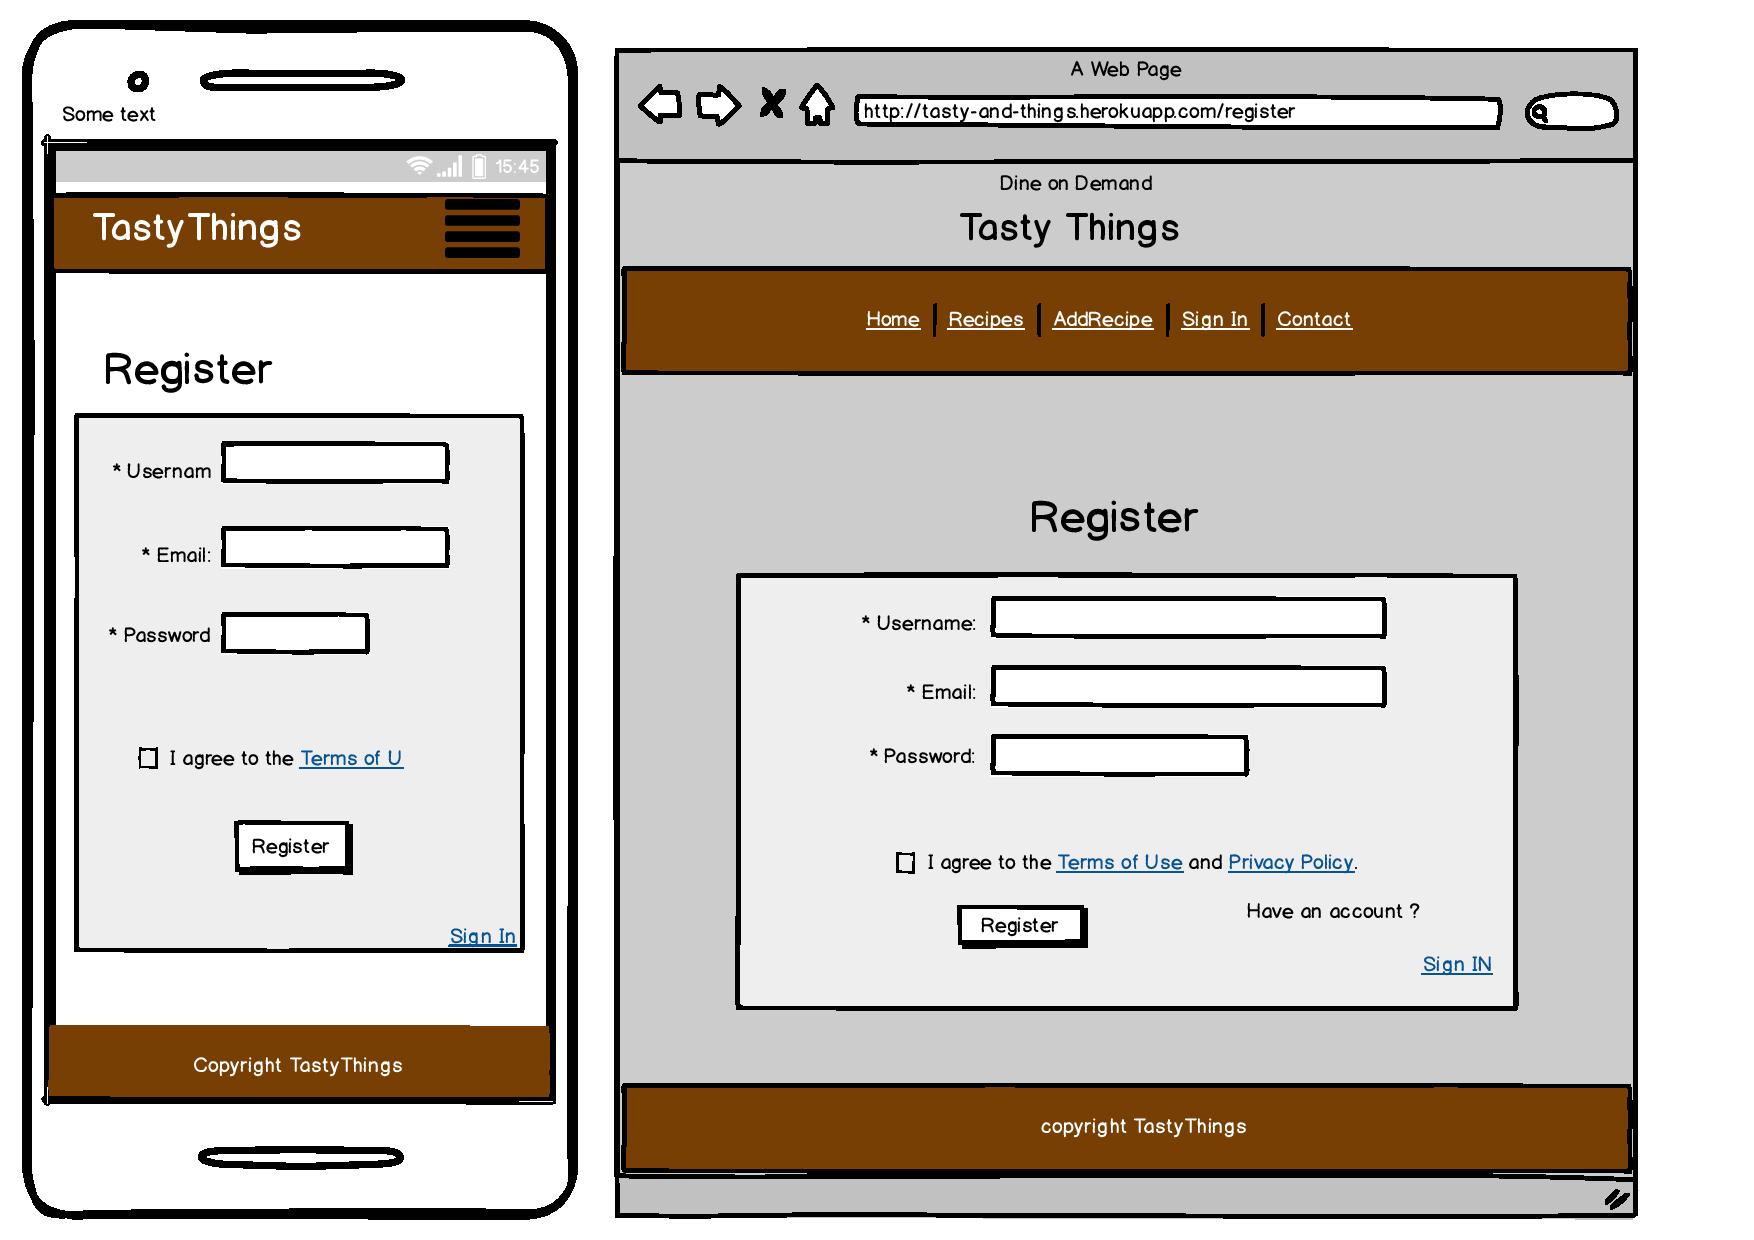 Some text
15:45
TastyThings
Register
* Usernam
* Email:
* Password
I agree to the Terms of U
Register
Sign In
Copyright TastyThings
A Web Page
http://tasty-and-things.herokuapp.com/register
Dine on Demand
Tasty Things
Home Recipes AddRecipe Sign In Contact
Register
* Username:
* Email:
* Password:
I agree to the Terms of Use and Privacy Policy.
Have an account ?
Register
Sign IN
copyright TastyThings